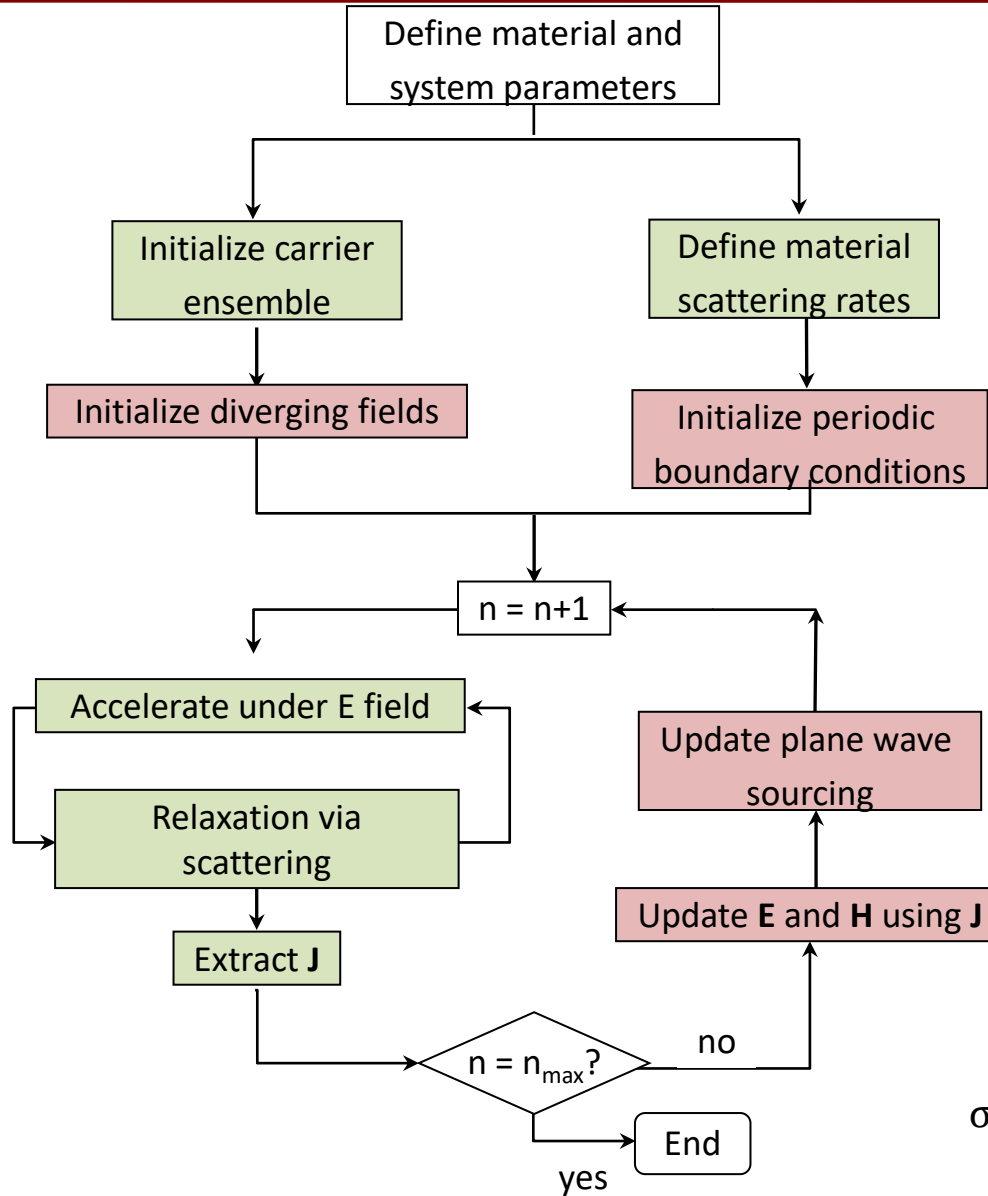 Define material and
system parameters
Initialize carrier
ensemble
Define material
scattering rates
Initialize diverging fields
Initialize periodic
boundary conditions
n = n+1
Accelerate under E field
Relaxation via
scattering
Extract J
Update plane wave
sourcing
Update E and H using J
n = nmax?
no
yes
End
σ